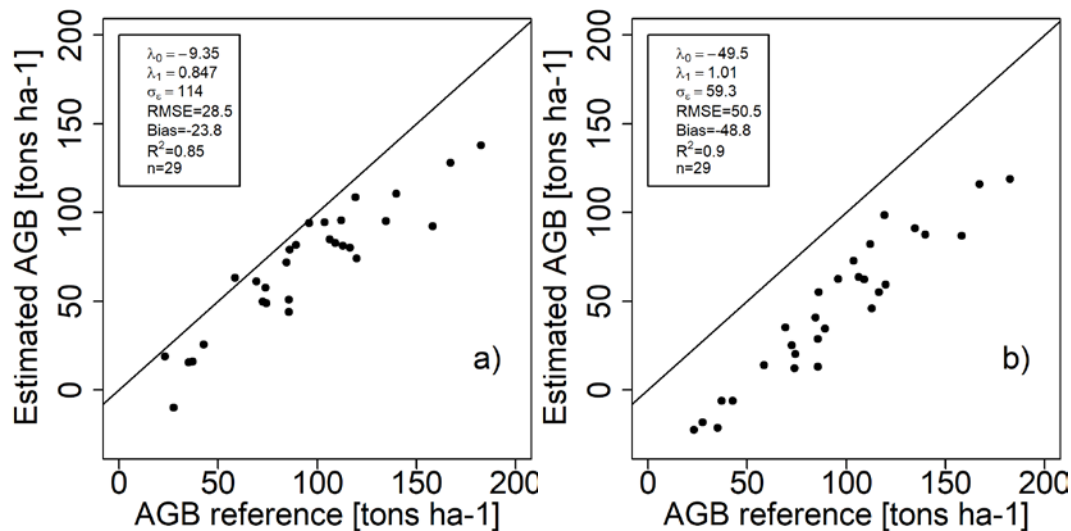 λ0 = −9.35
λ1 = 0.847
σε = 114
RMSE=28.5
Bias=-23.8
R2=0.85
n=29
a)
200
150
100
50
0
Estimated AGB [tons ha-1]
0 50 100 150 200
AGB reference [tons ha-1]
λ0 = −49.5
λ1 = 1.01
σε = 59.3
RMSE=50.5
Bias=-48.8
R2=0.9
n=29
b)
200
150
100
50
0
Estimated AGB [tons ha-1]
0 50 100 150 200
AGB reference [tons ha-1]